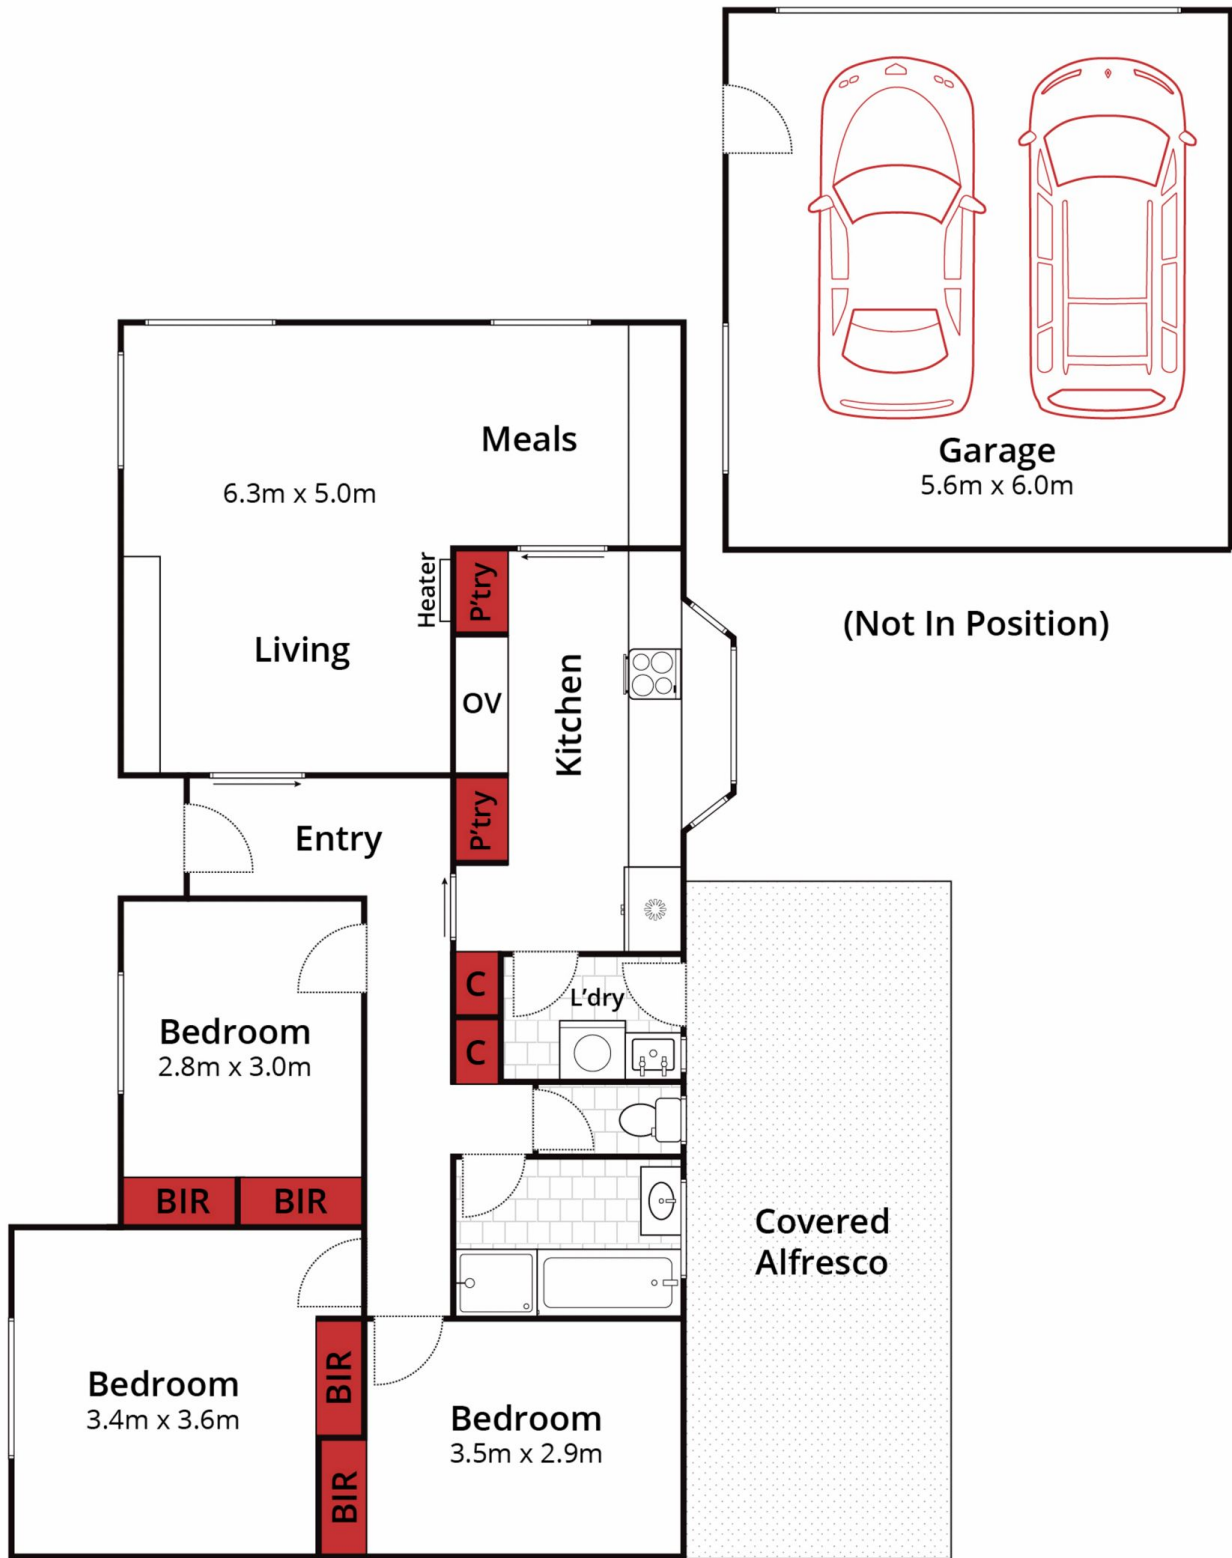 Garage
5.6m x 6.0m
(Not In Position)
Meals
6.3m x 5.0m
Heater
P'try
Living
OV
Kitchen
P'try
Entry
C
L'dry
C
Bedroom
2.8m x 3.0m
BIR
BIR
Covered
Alfresco
Bedroom
3.4m x 3.6m
BIR
BIR
Bedroom
3.5m x 2.9m